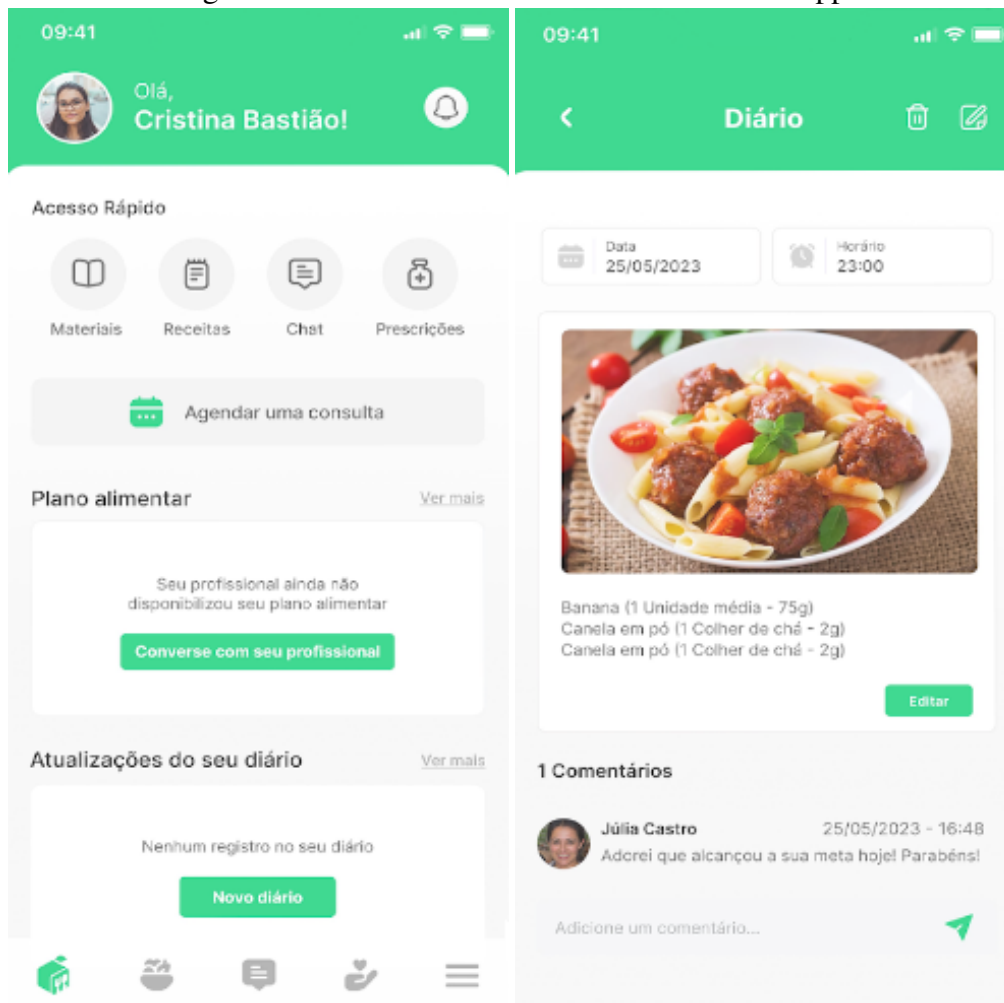 09:41
Olá,
Cristina Bastião!
Acesso Rápido
Materiais Receitas Chat Prescrições
Agendar uma consulta
Plano alimentar Ver mais
Seu profissional ainda não
disponibilizou seu plano alimentar
Converse com seu profissional
Atualizações do seu diário Ver mais
Nenhum registro no seu diário
Novo diário
09:41
Diário
Data
25/05/2023
Horário
23:00
Banana (1 Unidade média - 75g)
Canela em pó (1 Colher de chá - 2g)
Canela em pó (1 Colher de chá - 2g)
Editar
1 Comentários
Júlia Castro 25/05/2023 - 16:48
Adorei que alcançou a sua meta hoje! Parabéns!
Adicione um comentário...